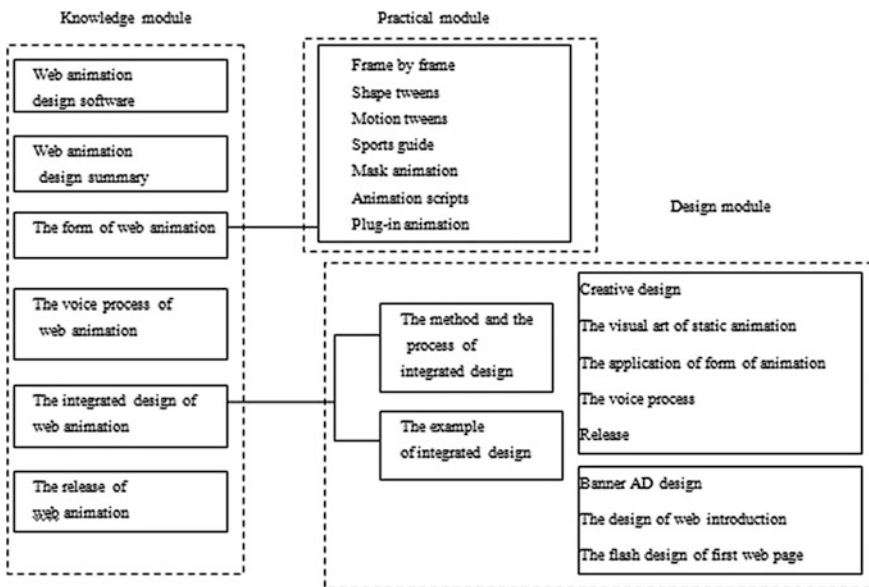 Knowledge module
Practical module
Web animation
design software
Web animation
design summary
The form of web animation
The voice process of
web animation
The integrated design of
web animation
The release of
web animation
Frame by frame
Shape tweens
Motion tweens
Sports guide
Mask animation
Animation scripts
Plug-in animation
Design module
The method and the
process of
integrated design
The example
of integrated design
Creative design
The visual art of static animation
The application of form of animation
The voice process
Release
Banner AD design
The design of web introduction
The flash design of first web page